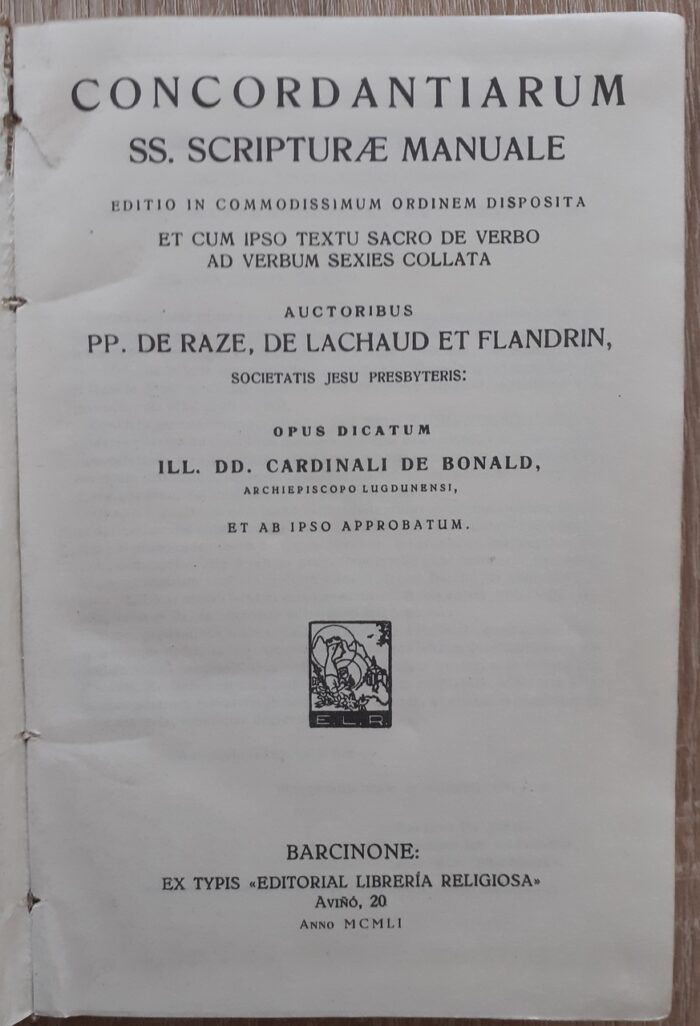 CONCORDANTIARUM
SS. SCRIPTURÆ MANUALE
EDITIO IN COMMODISSIMUM ORDINEM DISPOSITA
ET CUM IPSO TEXTU SACRO DE VERBO
AD VERBUM SEXIES COLLATA
AUCTORIBUS
PP. DE RAZE, DE LACHAUD ET FLANDRIN,
SOCIETATIS JESU PRESBYTERIS:
OPUS DICATUM
ILL. DD. CARDINALI DE BONALD,
ARCHIEPISCOPO LUGDUNENSI,
ET AB IPSO APPROBATUM.
E. L. R.
BARCINONE:
EX TYPIS «EDITORIAL LIBRERÍA RELIGIOSA»
AVIÑÓ, 20
ANNO MCMLI